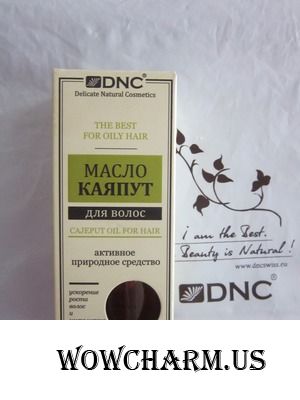 DNC
Delicate Natural Cosmetics
THE BEST
FOR OILY HAIR
МАСЛО
КАЯПУТ
для волос
CAJEPUT OIL FOR HAIR
активное
природное средство
ускорение
роста
волос
и
I am the Best.
Beauty is Natural!
www.dncswiss.eu
DNC
WOWCHARM.US